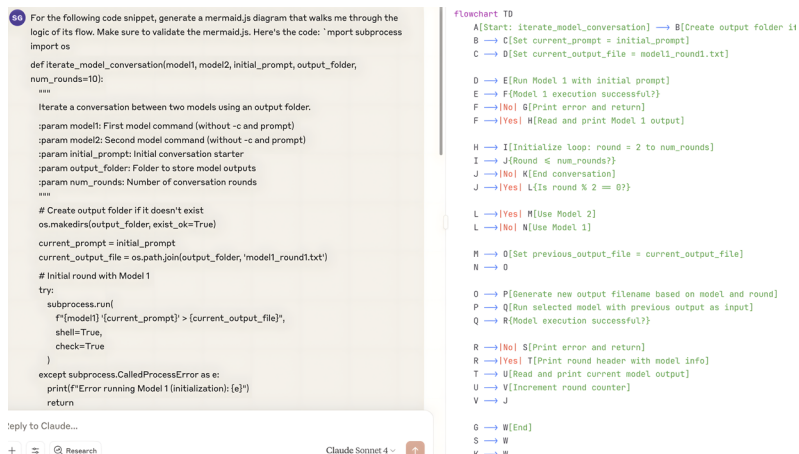 SG
For the following code snippet, generate a mermaid.js diagram that walks me through the
logic of its flow. Make sure to validate the mermaid.js. Here's the code: `mport subprocess
import os
def iterate_model_conversation(model1, model2, initial_prompt, output_folder,
num_rounds=10):
"""
Iterate a conversation between two models using an output folder.
:param model1: First model command (without -c and prompt)
:param model2: Second model command (without -c and prompt)
:param initial_prompt: Initial conversation starter
:param output_folder: Folder to store model outputs
:param num_rounds: Number of conversation rounds
"""
# Create output folder if it doesn't exist
os.makedirs(output_folder, exist_ok=True)
current_prompt = initial_prompt
current_output_file = os.path.join(output_folder, 'model1_round1.txt')
# Initial round with Model 1
try:
subprocess.run(
f"{model1} '{current_prompt}' > {current_output_file}",
shell=True,
check=True
)
except subprocess.CalledProcessError as e:
print(f"Error running Model 1 (initialization): {e}")
return
Reply to Claude...
Research
Claude Sonnet 4
flowchart TD
A[Start: iterate_model_conversation] --> B[Create output folder if
B --> C[Set current_prompt = initial_prompt]
C --> D[Set current_output_file = model1_round1.txt]
D --> E[Run Model 1 with initial prompt]
E --> F{Model 1 execution successful?}
F -->|No| G[Print error and return]
F -->|Yes| H[Read and print Model 1 output]
H --> I[Initialize loop: round = 2 to num_rounds]
I --> J{Round <= num_rounds?}
J -->|No| K[End conversation]
J -->|Yes| L{Is round % 2 == 0?}
L -->|Yes| M[Use Model 2]
L -->|No| N[Use Model 1]
M --> O[Set previous_output_file = current_output_file]
N --> O
O --> P[Generate new output filename based on model and round]
P --> Q[Run selected model with previous output as input]
Q --> R{Model execution successful?}
R -->|No| S[Print error and return]
R -->|Yes| T[Print round header with model info]
T --> U[Read and print current model output]
U --> V[Increment round counter]
V --> J
G --> W[End]
S --> W
K --> W